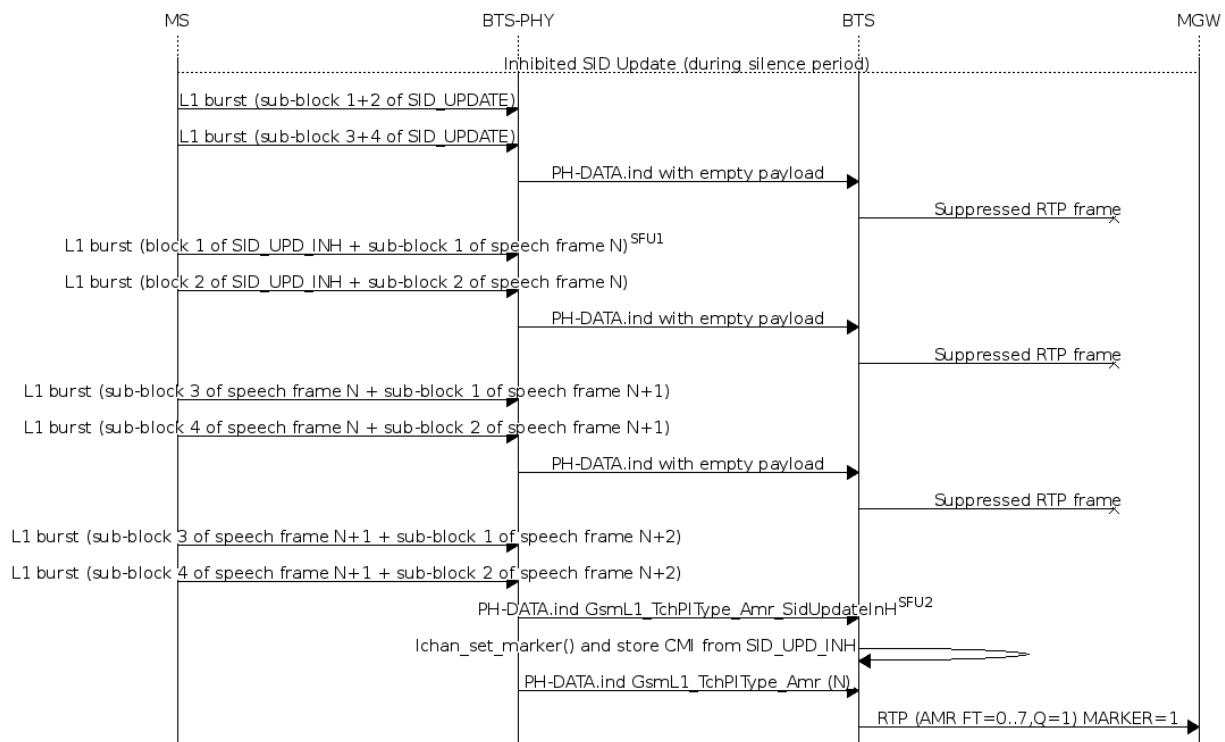 MS BTS-PHY BTS MGW
Inhibited SID Update (during silence period)
L1 burst (sub-block 1+2 of SID_UPDATE)
L1 burst (sub-block 3+4 of SID_UPDATE)
PH-DATA.ind with empty payload
Suppressed RTP frame
L1 burst (block 1 of SID_UPD_INH + sub-block 1 of speech frame N)SFU1
L1 burst (block 2 of SID_UPD_INH + sub-block 2 of speech frame N)
PH-DATA.ind with empty payload
Suppressed RTP frame
L1 burst (sub-block 3 of speech frame N + sub-block 1 of speech frame N+1)
L1 burst (sub-block 4 of speech frame N + sub-block 2 of speech frame N+1)
PH-DATA.ind with empty payload
Suppressed RTP frame
L1 burst (sub-block 3 of speech frame N+1 + sub-block 1 of speech frame N+2)
L1 burst (sub-block 4 of speech frame N+1 + sub-block 2 of speech frame N+2)
PH-DATA.ind GsmL1_TchPlType_Amr_SidUpdateInHSFU2
lchan_set_marker() and store CMI from SID_UPD_INH
PH-DATA.ind GsmL1_TchPlType_Amr (N)
RTP (AMR FT=0..7,Q=1) MARKER=1